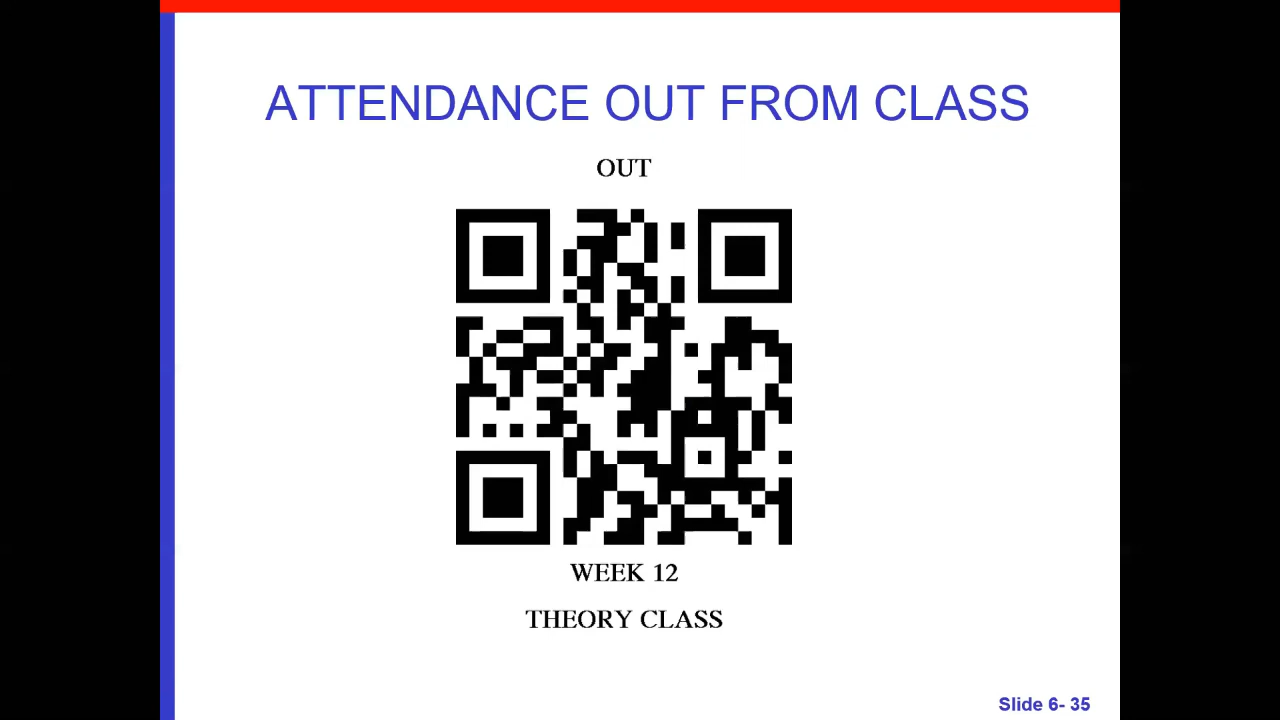 ATTENDANCE OUT FROM CLASS
OUT
WEEK 12
THEORY CLASS
Slide 6- 35